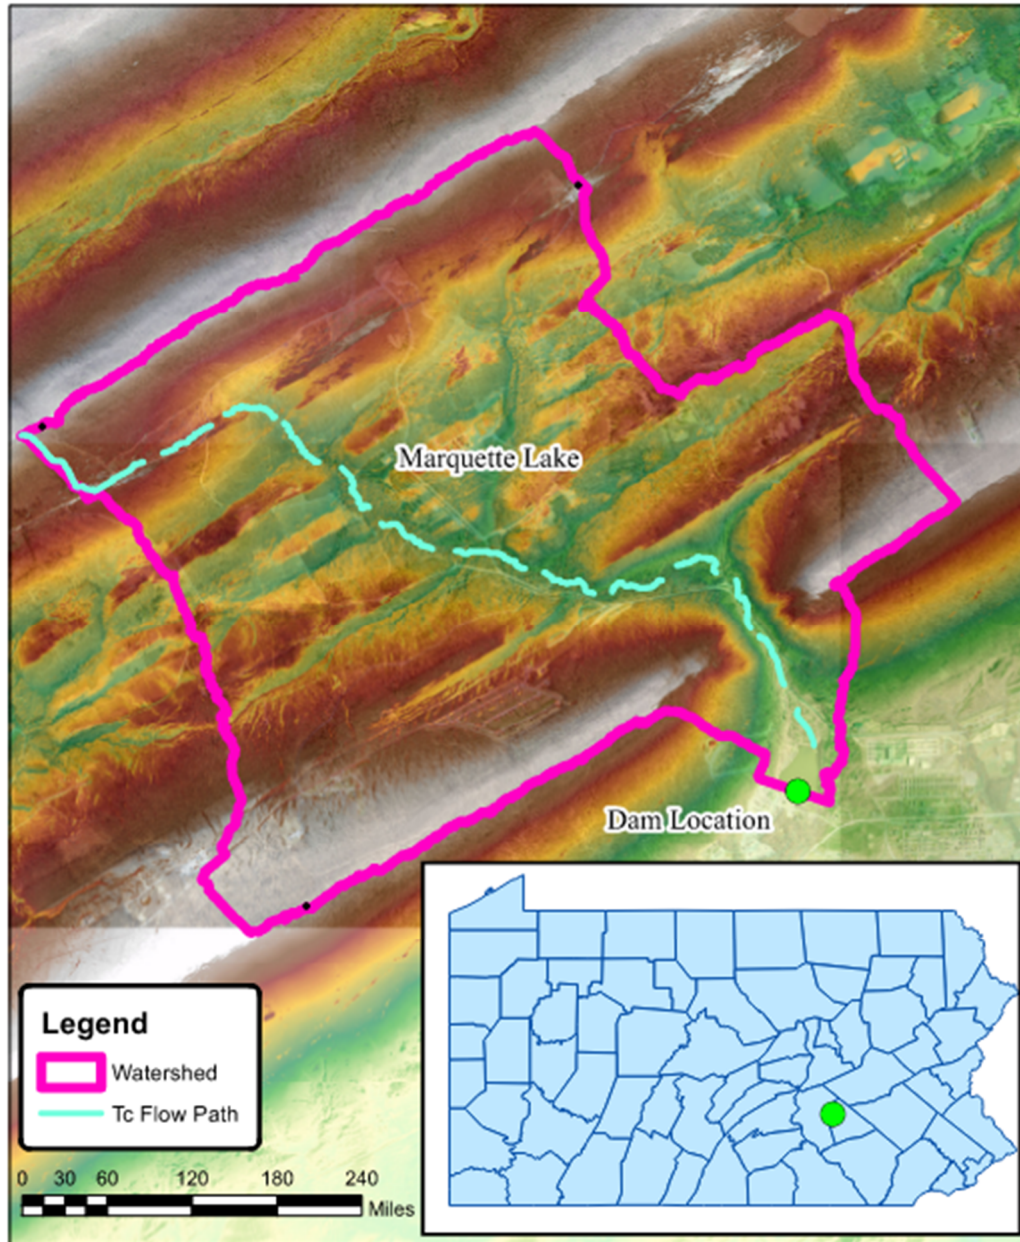 Marquette Lake
Dam Location
Legend
Watershed
Tc Flow Path
0 30 60 120 180 240
Miles